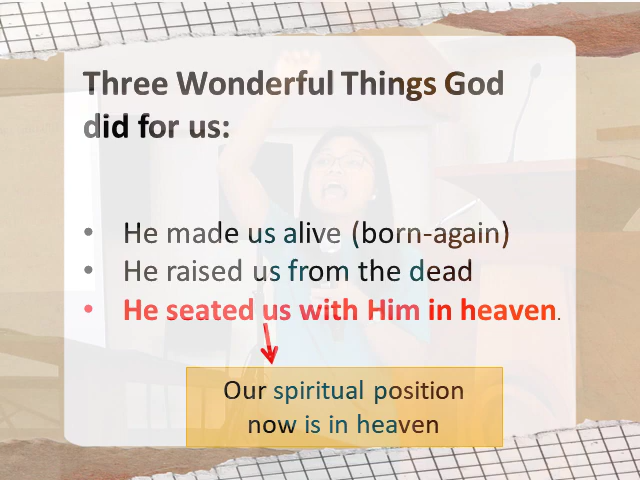 Three Wonderful Things God
did for us:
• He made us alive (born-again)
• He raised us from the dead
• He seated us with Him in heaven.
Our spiritual position
now is in heaven